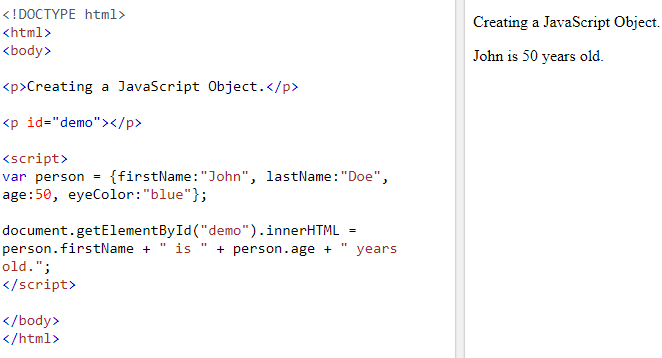 <!DOCTYPE html>
<html>
<body>
<p>Creating a JavaScript Object.</p>
<p id="demo"></p>
<script>
var person = {firstName:"John", lastName:"Doe",
age:50, eyeColor:"blue"};
document.getElementById("demo").innerHTML =
person.firstName + " is " + person.age + " years
old.";
</script>
</body>
</html>
Creating a JavaScript Object.
John is 50 years old.